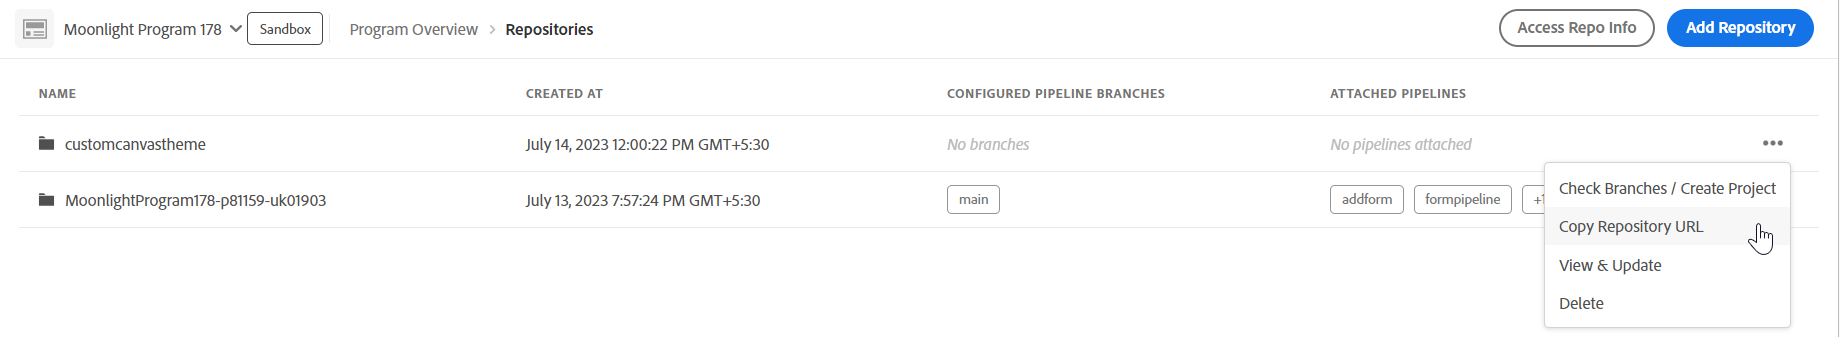 Moonlight Program 178 Sandbox Program Overview > Repositories Access Repo Info Add Repository
NAME CREATED AT CONFIGURED PIPELINE BRANCHES ATTACHED PIPELINES
customcanvastheme July 14, 2023 12:00:22 PM GMT+5:30 No branches No pipelines attached
MoonlightProgram178-p81159-uk01903 July 13, 2023 7:57:24 PM GMT+5:30 main addform formpipeline
Check Branches / Create Project
Copy Repository URL
View & Update
Delete